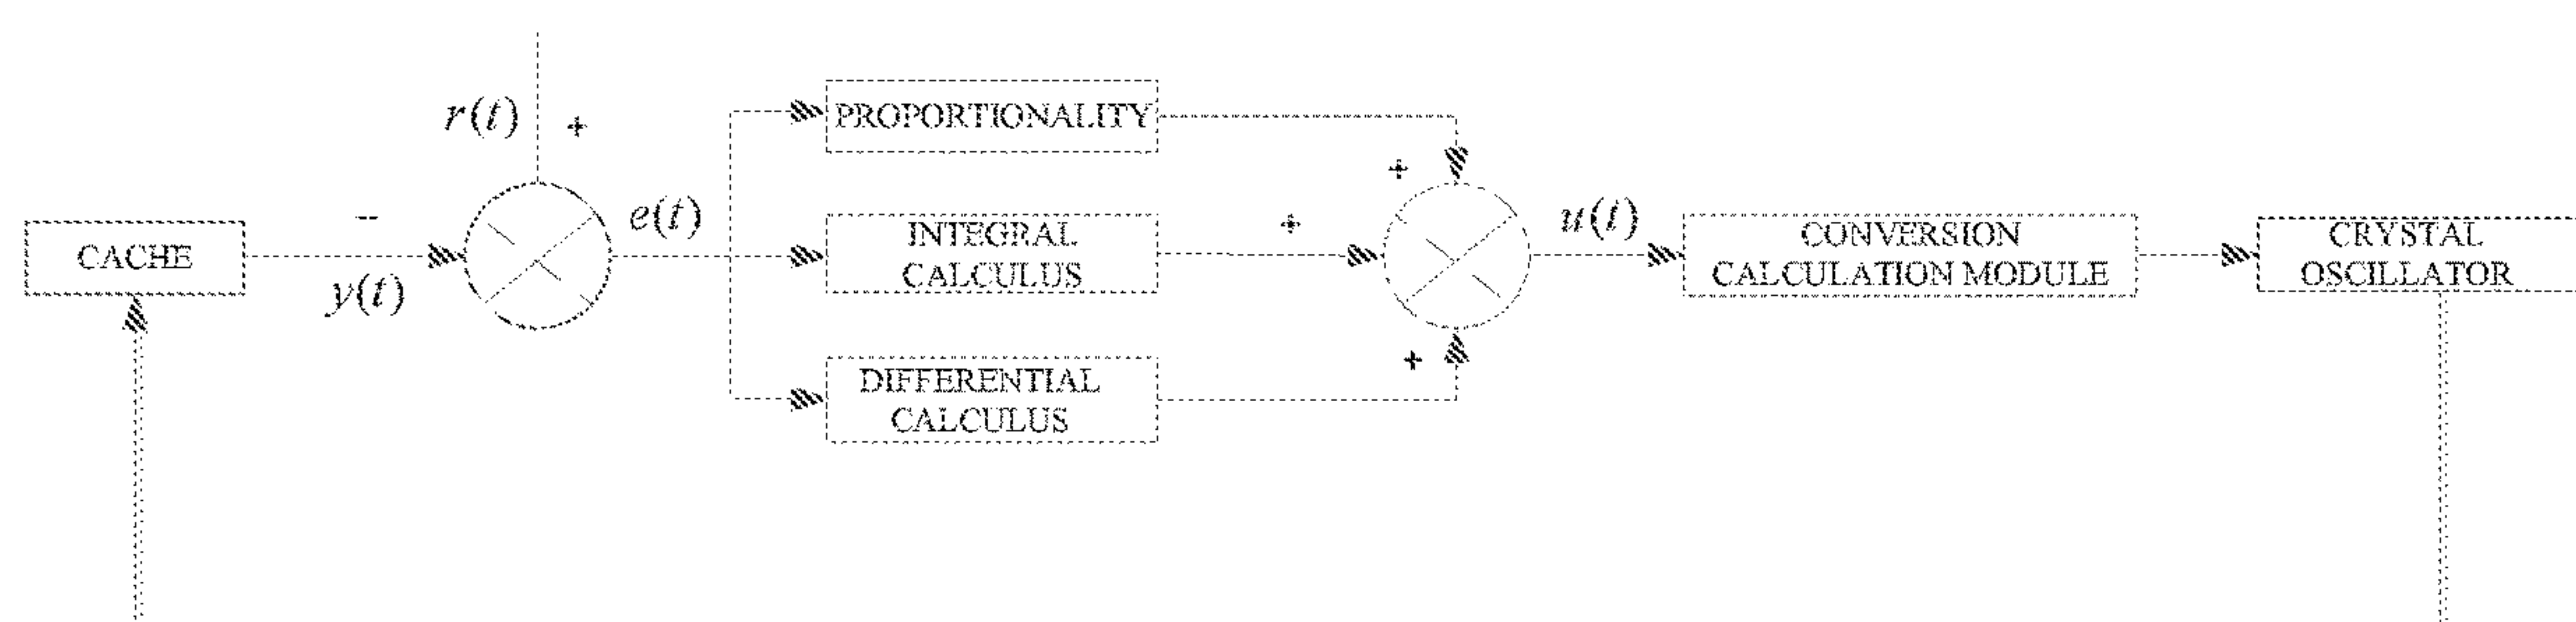 r(t)
+
PROPORTIONALITY
+
CACHE
-
y(t)
e(t)
INTEGRAL
CALCULUS
+
u(t)
CONVERSION
CALCULATION MODULE
CRYSTAL
OSCILLATOR
DIFFERENTIAL
CALCULUS
+